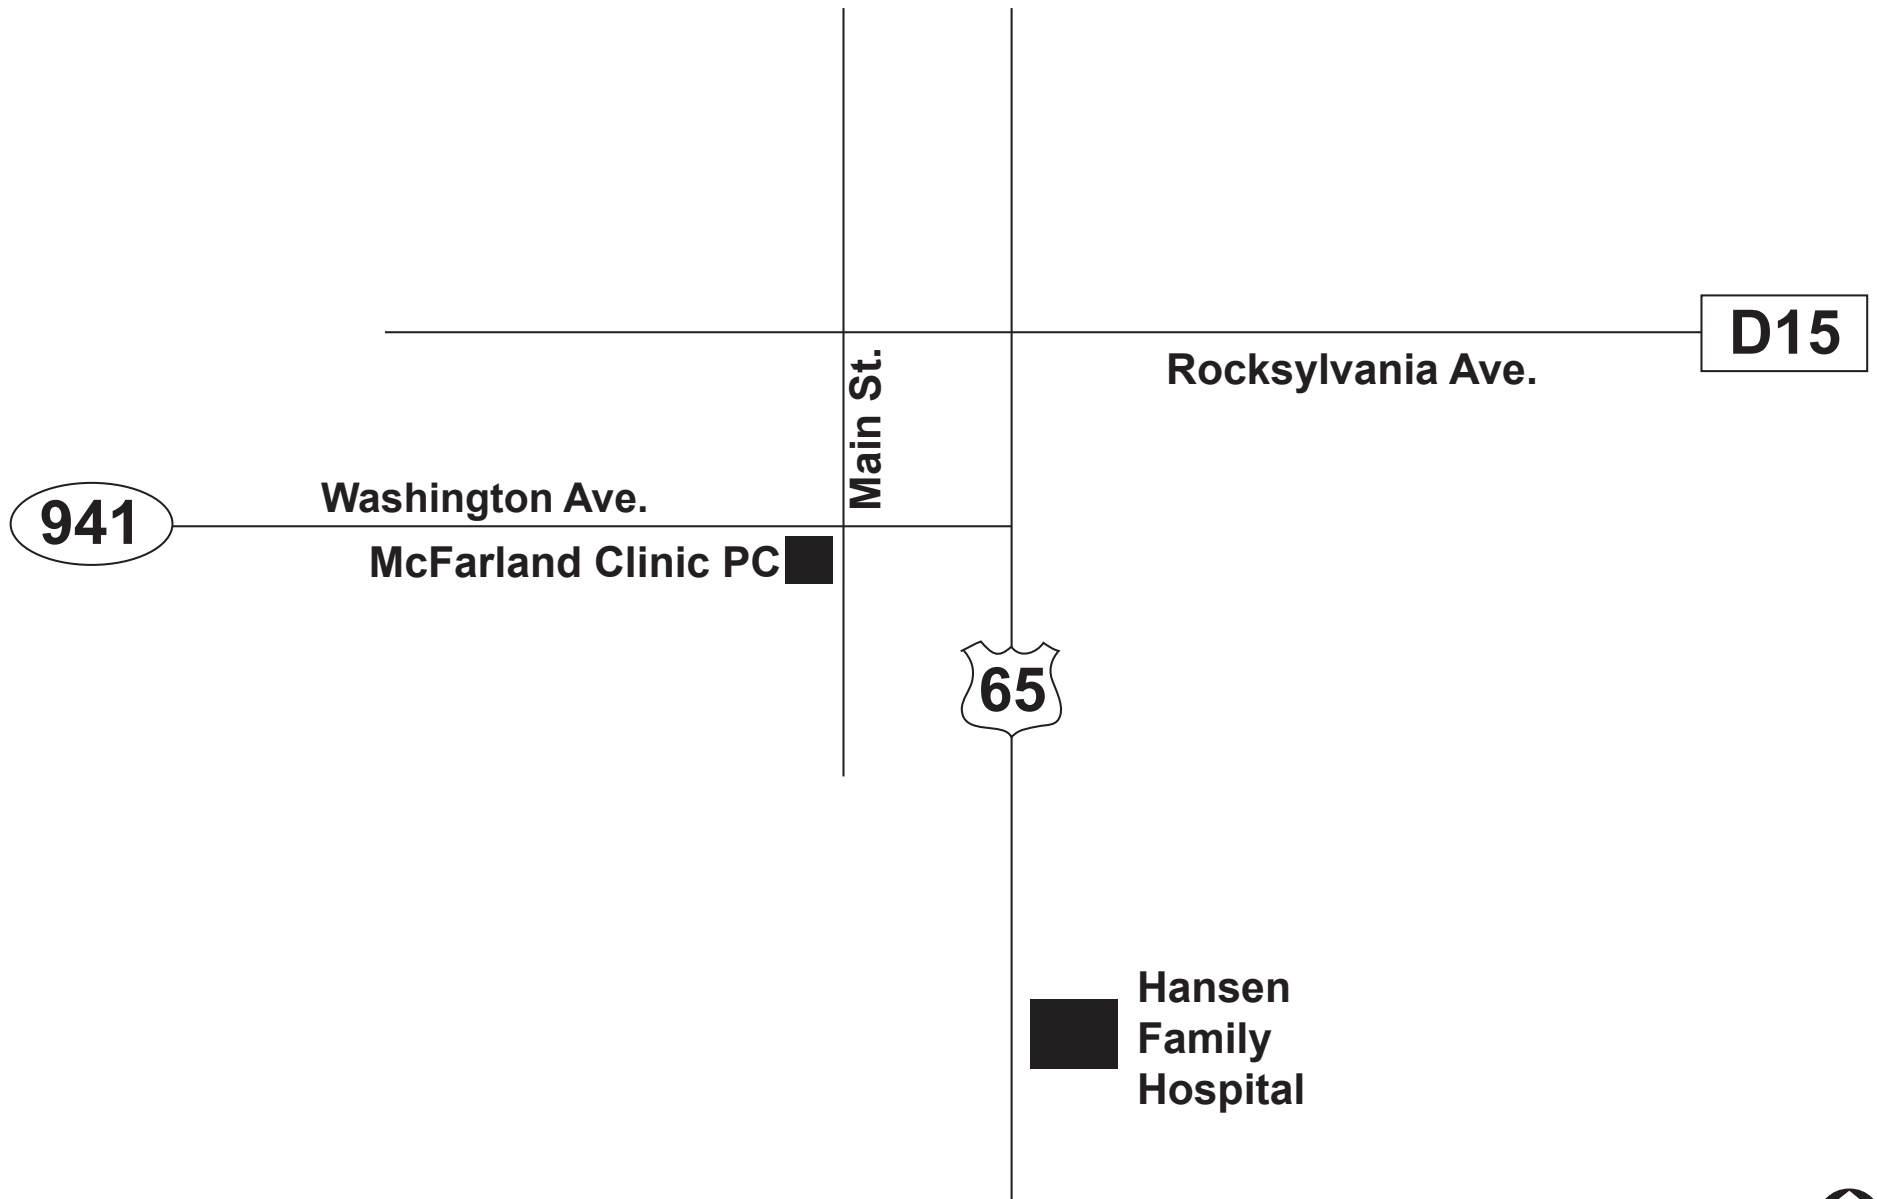 D15
Rocksylvania Ave.
Main St.
Washington Ave.
941
McFarland Clinic PC
65
Hansen
Family
Hospital